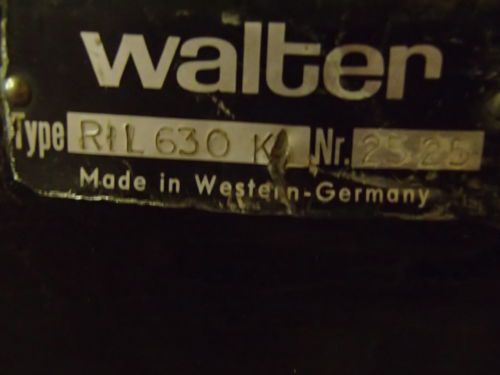 walter
Type RIL 630 K Nr. 2525
Made in Western-Germany